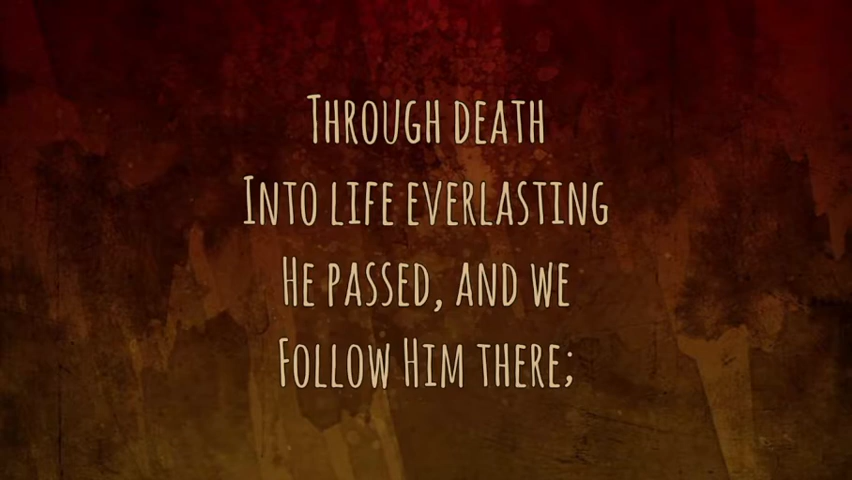 Through death
Into life everlasting
He passed, and we
Follow Him there;